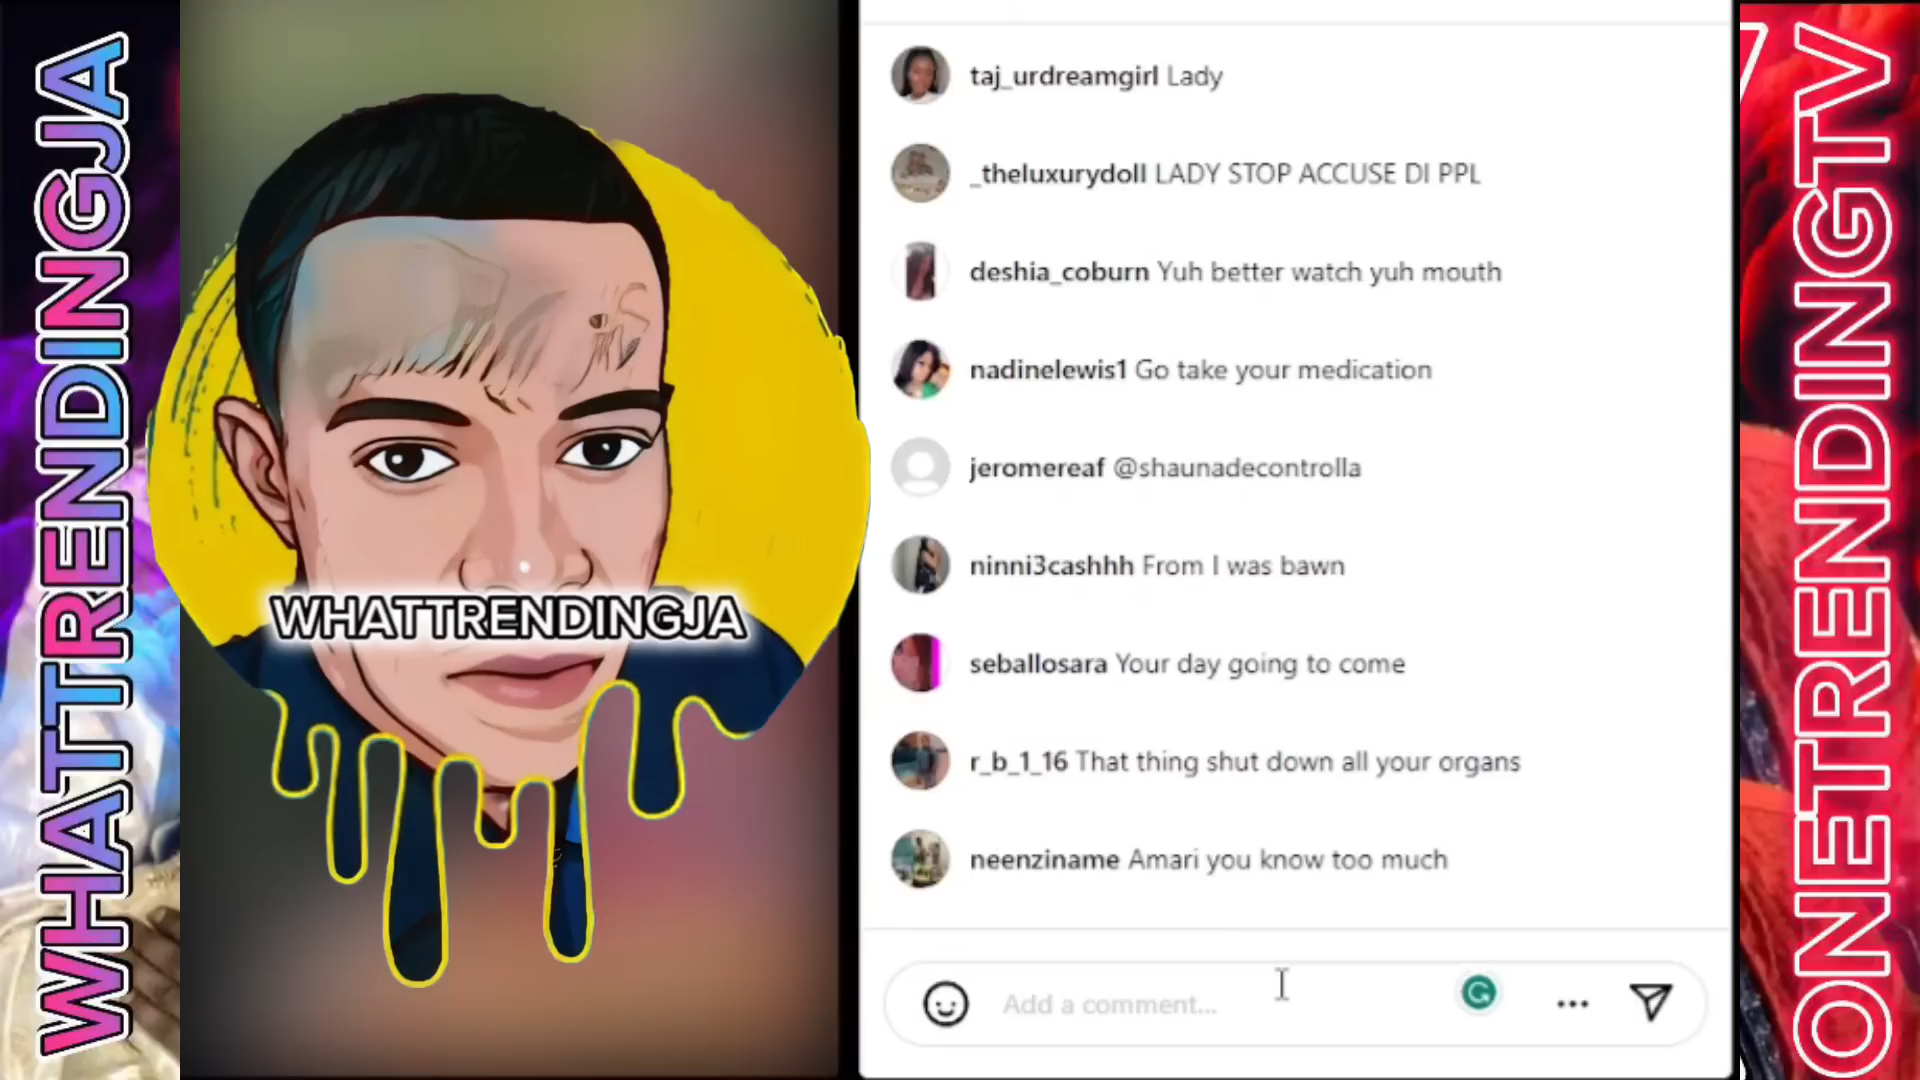 WHATTRENDINGJA
WHATTRENDINGJA
taj_urdreamgirl Lady
_theluxurydoll LADY STOP ACCUSE DI PPL
deshia_coburn Yuh better watch yuh mouth
nadinelewis1 Go take your medication
jeromereaf @shaunadecontrolla
ninni3cashhh From I was bawn
seballosara Your day going to come
r_b_1_16 That thing shut down all your organs
neenziname Amari you know too much
Add a comment...
ONETRENDINGTV